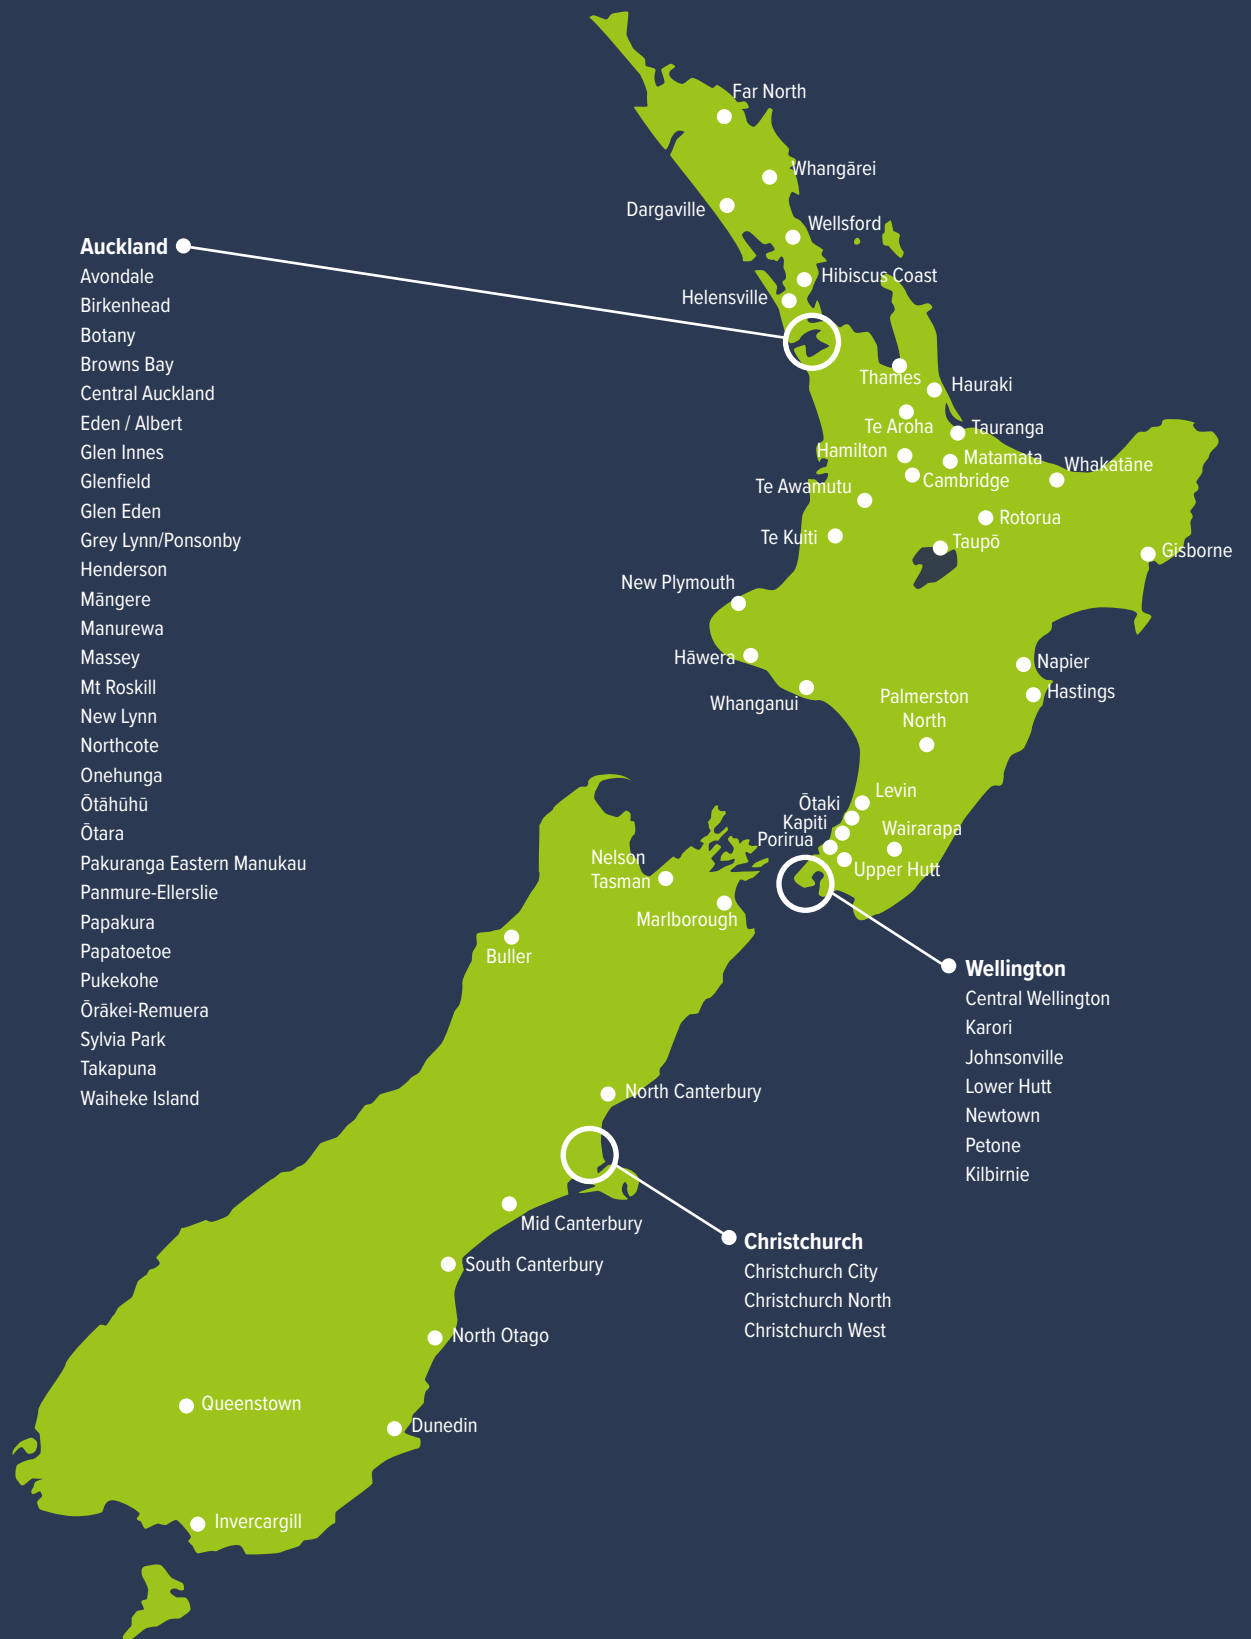 Far North
Whangārei
Dargaville
Wellsford
Hibiscus Coast
Helensville
Thames
Hauraki
Te Aroha
Tauranga
Hamilton
Matamata
Whakatāne
Cambridge
Te Awamutu
Rotorua
Te Kuiti
Taupō
Gisborne
New Plymouth
Hāwera
Napier
Whanganui
Hastings
Palmerston
North
Levin
Ōtaki
Kapiti
Wairarapa
Porirua
Upper Hutt
Nelson
Tasman
Marlborough
Buller
North Canterbury
Mid Canterbury
South Canterbury
North Otago
Queenstown
Dunedin
Invercargill
Auckland
Avondale
Birkenhead
Botany
Browns Bay
Central Auckland
Eden / Albert
Glen Innes
Glenfield
Glen Eden
Grey Lynn/Ponsonby
Henderson
Māngere
Manurewa
Massey
Mt Roskill
New Lynn
Northcote
Onehunga
Ōtāhūhū
Ōtara
Pakuranga Eastern Manukau
Panmure-Ellerslie
Papakura
Papatoetoe
Pukekohe
Ōrākei-Remuera
Sylvia Park
Takapuna
Waiheke Island
Wellington
Central Wellington
Karori
Johnsonville
Lower Hutt
Newtown
Petone
Kilbirnie
Christchurch
Christchurch City
Christchurch North
Christchurch West